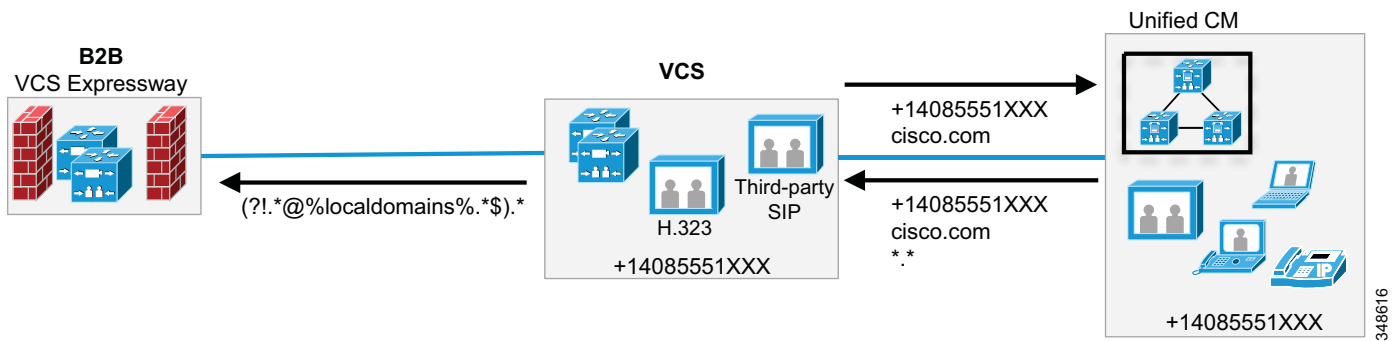 B2B
VCS Expressway
(?!.*@%localdomains%.*$).*
VCS
H.323
Third-party
SIP
+14085551XXX
+14085551XXX
cisco.com
+14085551XXX
cisco.com
*.*
Unified CM
IP
+14085551XXX
348616